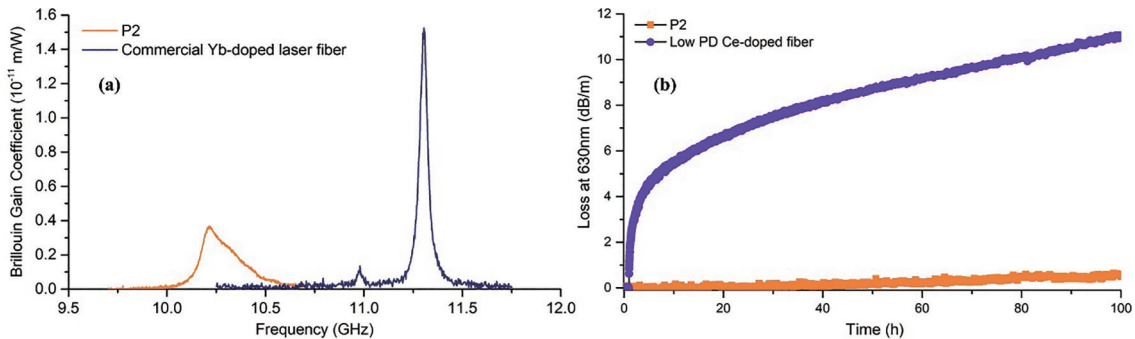 P2
Commercial Yb-doped laser fiber
(a)
Brillouin Gain Coefficient (10⁻¹¹ m/W)
1.6
1.4
1.2
1.0
0.8
0.6
0.4
0.2
0.0
9.5 10.0 10.5 11.0 11.5 12.0
Frequency (GHz)
P2
Low PD Ce-doped fiber
(b)
Loss at 630nm (dB/m)
12
10
8
6
4
2
0
0 20 40 60 80 100
Time (h)